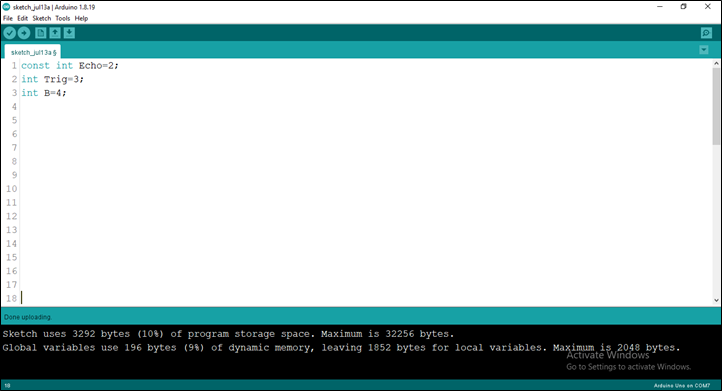 sketch_jul13a | Arduino 1.8.19
File Edit Sketch Tools Help
sketch_jul13a §
1 const int Echo=2;
2 int Trig=3;
3 int B=4;
4
5
6
7
8
9
10
11
12
13
14
15
16
17
18
Done uploading.
Sketch uses 3292 bytes (10%) of program storage space. Maximum is 32256 bytes.
Global variables use 196 bytes (9%) of dynamic memory, leaving 1852 bytes for local variables. Maximum is 2048 bytes.
Activate Windows
Go to Settings to activate Windows.
18 Arduino Uno on COM7